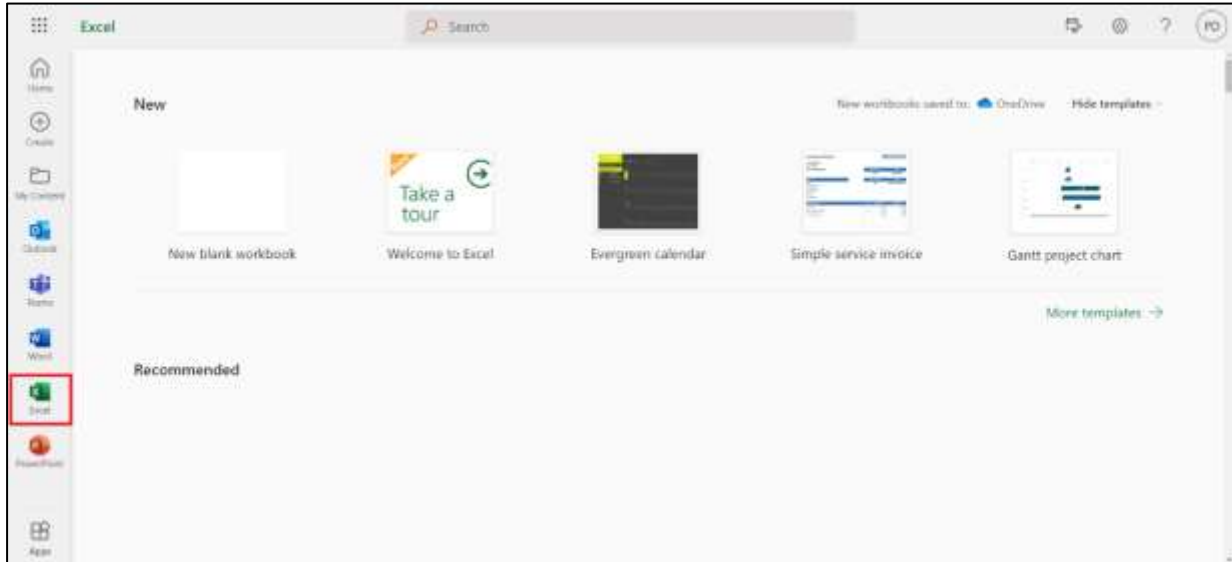 Excel
Search
?
PO
Home
Create
My Content
Outlook
Teams
Word
Excel
PowerPoint
Apps
New
New workbooks saved to: OneDrive
Hide templates
Take a
tour
New blank workbook
Welcome to Excel
Evergreen calendar
Simple service invoice
Gantt project chart
More templates →
Recommended